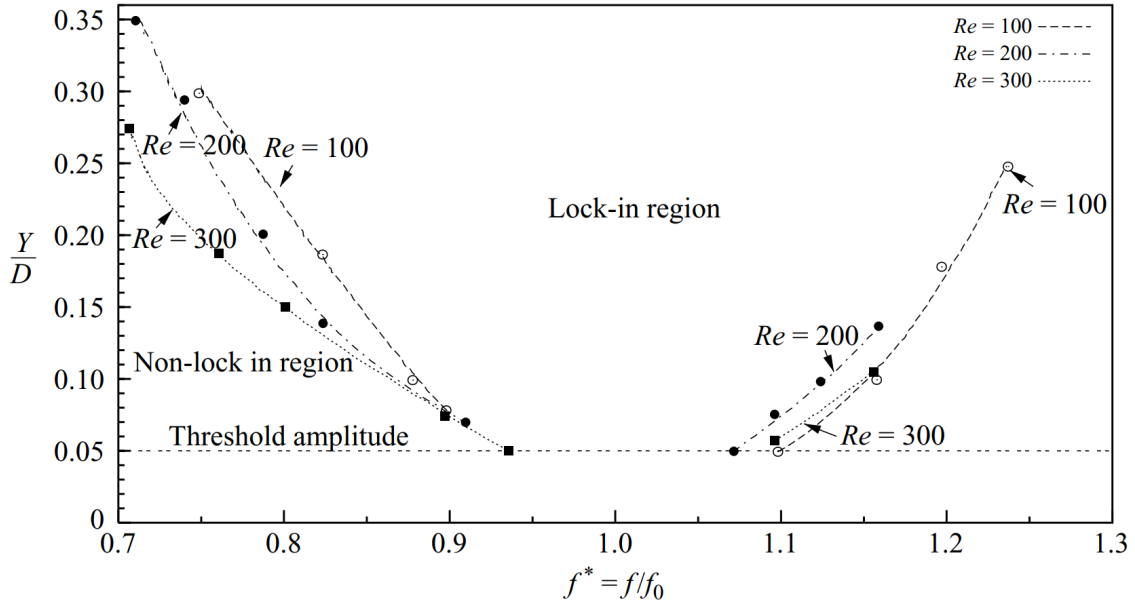 0.35
0.30
0.25
0.20
0.15
0.10
0.05
0
Y
D
Re = 100
Re = 200
Re = 300
Re = 200
Re = 100
Re = 300
Lock-in region
Re = 100
Re = 200
Re = 300
Non-lock in region
Threshold amplitude
0.7 0.8 0.9 1.0 1.1 1.2 1.3
f* = f/f₀